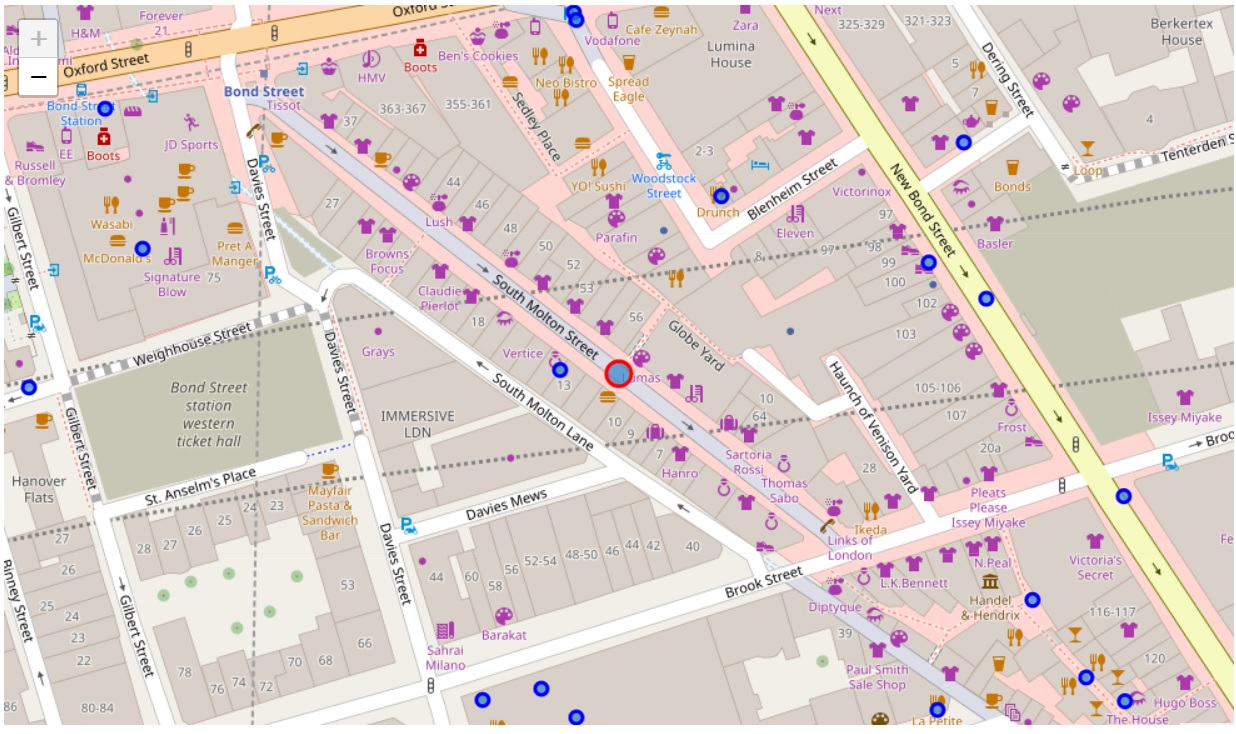 +
−
H&M
Forever
21
Oxford Street
Oxford
Bond Street
Bond Street
Station
Tissot
HMV
Boots
Ben's Cookies
Vodafone
Cafe Zeynah
Zara
Next
325-329
321-323
Berkertex
House
Lumina
House
Neo Bistro
Spread
Eagle
Sedley Place
363-367
355-361
37
Dering Street
5
7
4
Tenterden
Loop
Bonds
EE
Boots
JD Sports
Russell
& Bromley
Gilbert Street
Wasabi
McDonald's
Signature
Blow
Pret A
Manger
75
Davies Street
27
44
46
48
50
52
53
56
Lush
Browns
Focus
Claudie
Pierlot
18
YO! Sushi
Parafin
Woodstock
Street
2-3
Drunch
Blenheim Street
Eleven
Victorinox
New Bond Street
Basler
97
97
98
99
100
102
103
8
South Molton Street
Vertice
13
Globe Yard
10
64
105-106
107
Frost
Issey Miyake
20a
Haunch of Venison Yard
28
Weighhouse Street
Davies Street
Grays
Bond Street
station
western
ticket hall
IMMERSIVE
LDN
South Molton Lane
10
9
7
Hanro
Sartoria
Rossi
Thomas
Sabo
Ikeda
Links of
London
Pleats
Please
Issey Miyake
Hanover
Flats
Gilbert Street
St. Anselm's Place
Mayfair
Pasta &
Sandwich
Bar
Davies Mews
Davies Street
28
27
26
25
24
23
53
66
78
76
74
72
70
68
44
60
58
56
52-54
48-50
46
44
42
40
Brook Street
Barakat
Sahrai
Milano
L.K.Bennett
N.Peal
Handel
& Hendrix
Victoria's
Secret
116-117
120
Hugo Boss
The House
Diptyque
39
Paul Smith
Sale Shop
La Petite
Binney Street
27
26
25
24
23
22
80-84
86
Gilbert Street